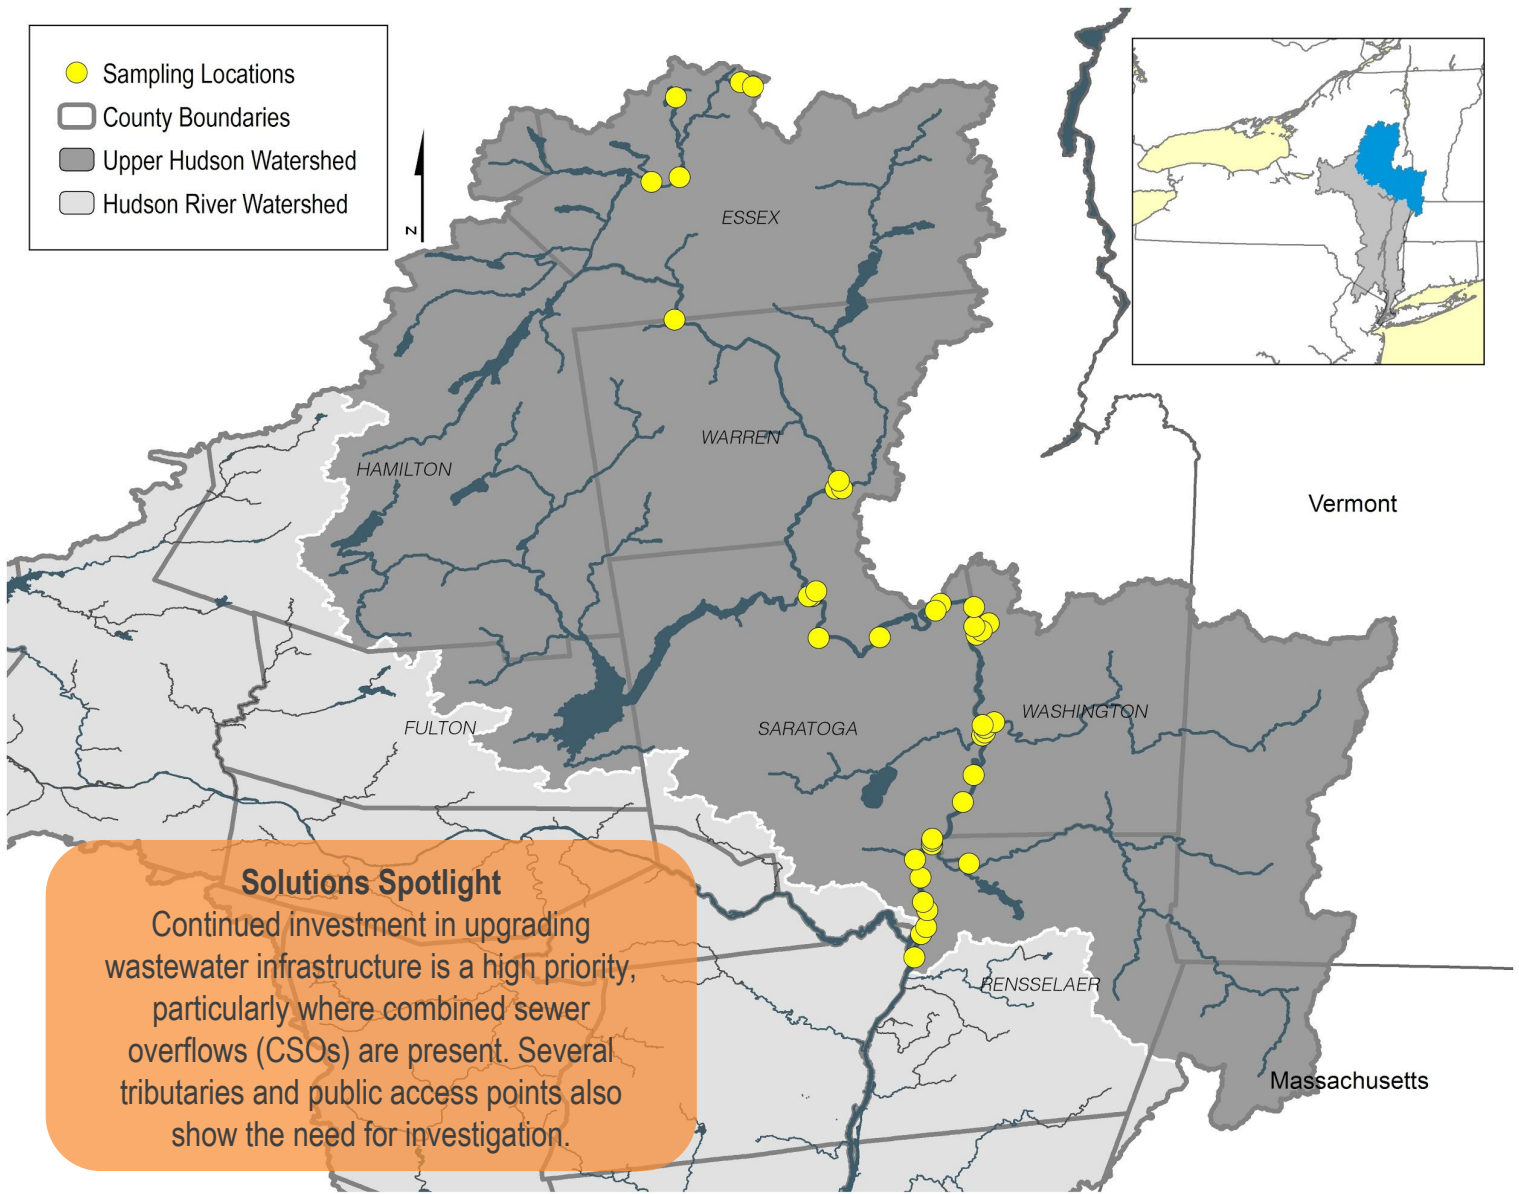 Sampling Locations
County Boundaries
Upper Hudson Watershed
Hudson River Watershed
N
ESSEX
WARREN
HAMILTON
Vermont
FULTON
SARATOGA
WASHINGTON
RENSSELAER
Massachusetts
Solutions Spotlight
Continued investment in upgrading
wastewater infrastructure is a high priority,
particularly where combined sewer
overflows (CSOs) are present. Several
tributaries and public access points also
show the need for investigation.